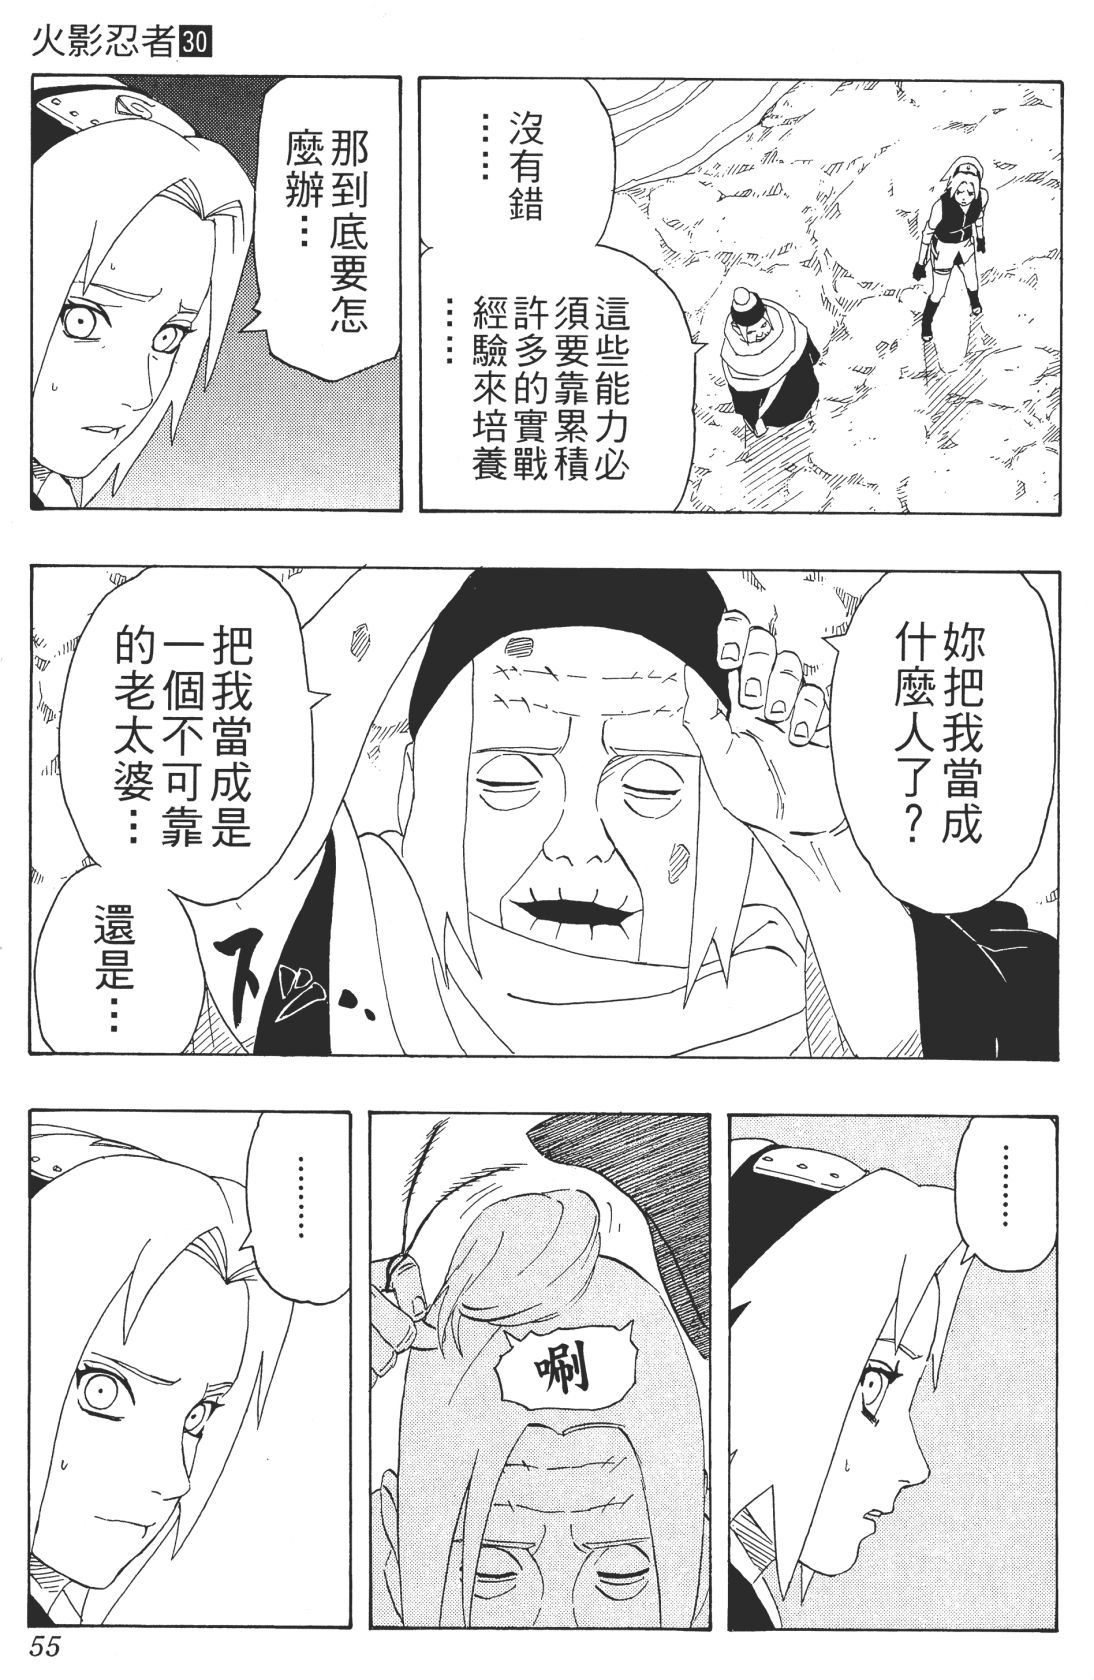 火影忍者30
沒有錯
……
這些能力必
須要靠累積
許多的實戰
經驗來培養
……
那到底要怎
麼辦…
妳把我當成
什麼人了?
把我當成是
一個不可靠
的老太婆…
還是…
………
唰
………
55